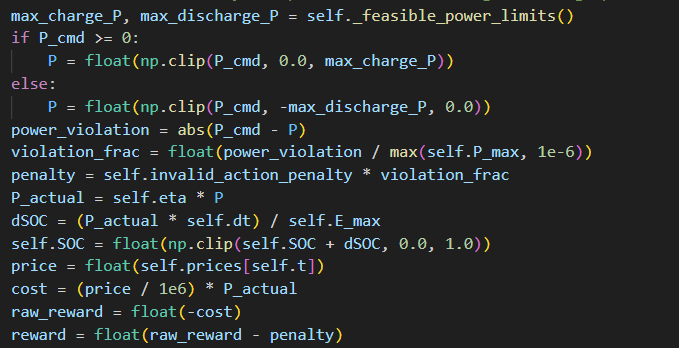 max_charge_P, max_discharge_P = self._feasible_power_limits()
if P_cmd >= 0:
    P = float(np.clip(P_cmd, 0.0, max_charge_P))
else:
    P = float(np.clip(P_cmd, -max_discharge_P, 0.0))
power_violation = abs(P_cmd - P)
violation_frac = float(power_violation / max(self.P_max, 1e-6))
penalty = self.invalid_action_penalty * violation_frac
P_actual = self.eta * P
dSOC = (P_actual * self.dt) / self.E_max
self.SOC = float(np.clip(self.SOC + dSOC, 0.0, 1.0))
price = float(self.prices[self.t])
cost = (price / 1e6) * P_actual
raw_reward = float(-cost)
reward = float(raw_reward - penalty)